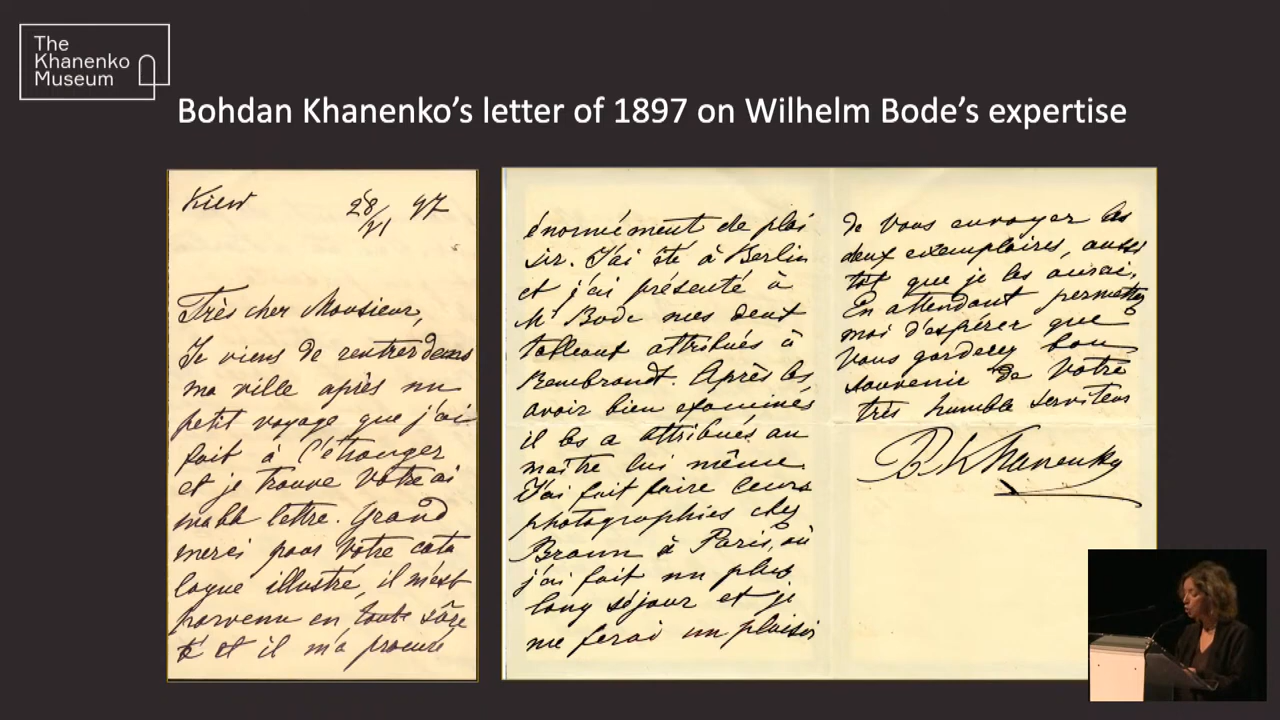 The
Khanenko
Museum
Bohdan Khanenko's letter of 1897 on Wilhelm Bode's expertise
Kiew 28/VI 97
Très cher Monsieur,
Je viens de rentrer dans
ma ville après un
petit voyage que j'ai
fait à l'étranger
et je trouve Votre ai
mable lettre. Grand
merci pour Votre cata
logue illustré, il m'est
parvenu en toute sûre
té et il m'a procuré
énormément de plai
sir. J'ai été à Berlin
et j'ai présenté à
Mr Bode mes deux
tableaux attribués à
Rembrandt. Après les
avoir bien examinés
il les a attribués au
maître lui même.
J'ai fait faire leurs
photographies chez
Braun à Paris, où
j'ai fait un plus
long séjour et je
me ferai un plaisir
de Vous envoyer les
deux exemplaires, aussi
tôt que je les aurai.
En attendant permettez
moi d'espérer que
Vous garderez bon
souvenir de Votre
très humble serviteur
B. Khanenko